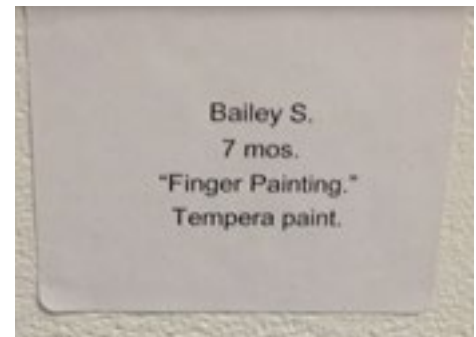 Bailey S.
7 mos.
“Finger Painting.”
Tempera paint.